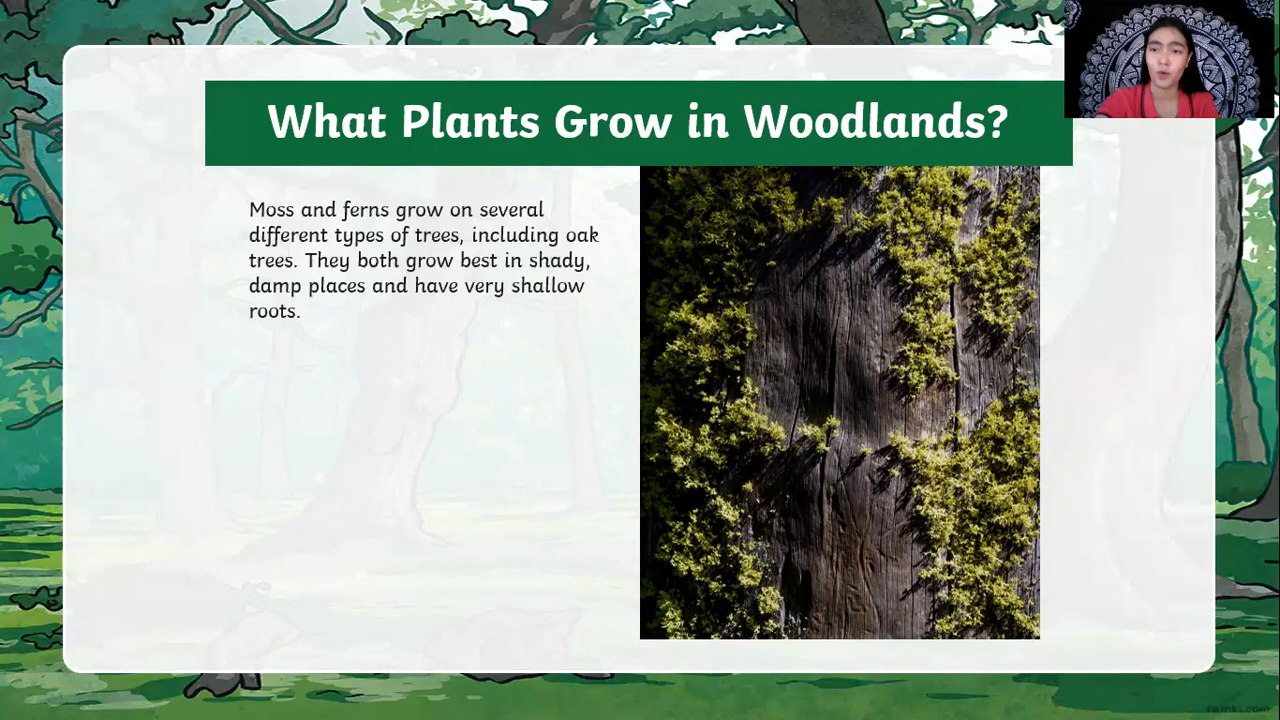 What Plants Grow in Woodlands?
Moss and ferns grow on several
different types of trees, including oak
trees. They both grow best in shady,
damp places and have very shallow
roots.